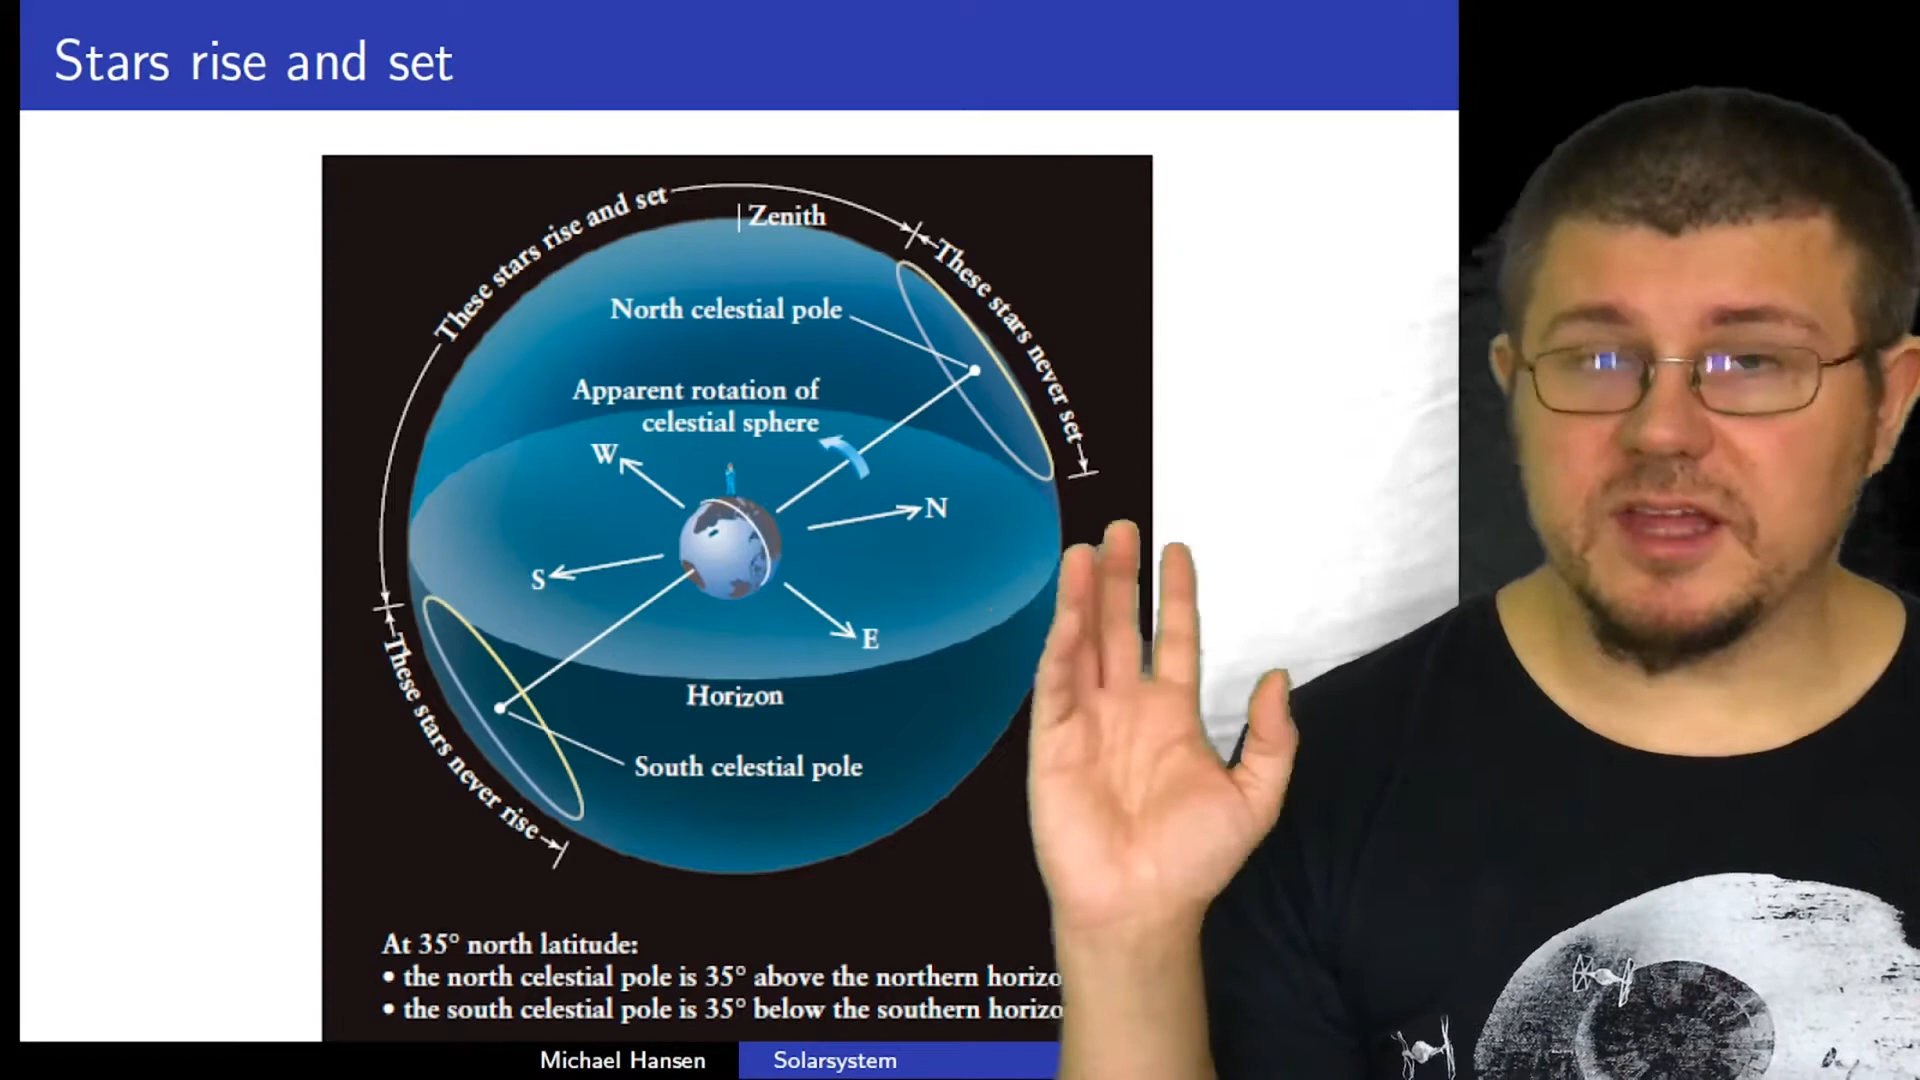 Stars rise and set
These stars rise and set
Zenith
These stars never set
North celestial pole
Apparent rotation of
celestial sphere
W
N
S
E
Horizon
These stars never rise
South celestial pole
At 35° north latitude:
• the north celestial pole is 35° above the northern horizo
• the south celestial pole is 35° below the southern horizo
Michael Hansen
Solarsystem